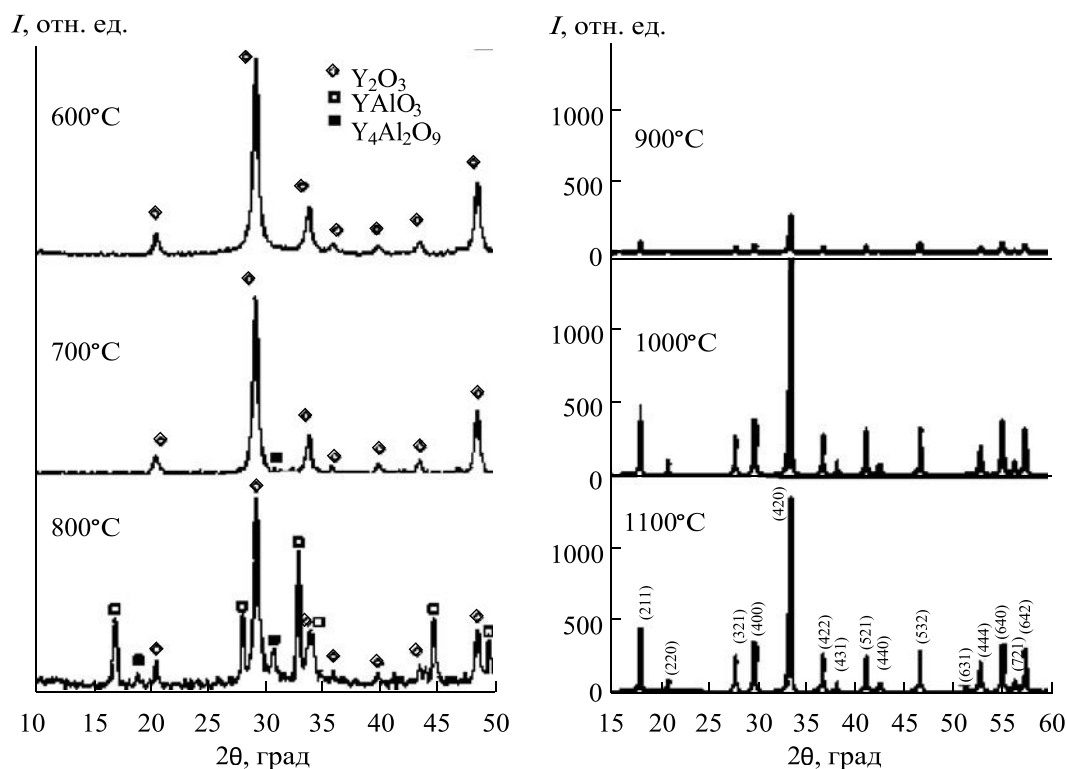 I, отн. ед.
600°C
Y₂O₃
YAlO₃
Y₄Al₂O₉
700°C
800°C
10 20 30 35 40 50
2θ, град
I, отн. ед.
1000
900°C
500
0
1000
1000°C
500
0
(420)
1100°C
1000
500
0
(211)
(220)
(321)
(400)
(422)
(431)
(521)
(440)
(532)
(631)
(444)
(640)
(721)
(642)
15 20 25 30 35 40 45 50 55 60
2θ, град